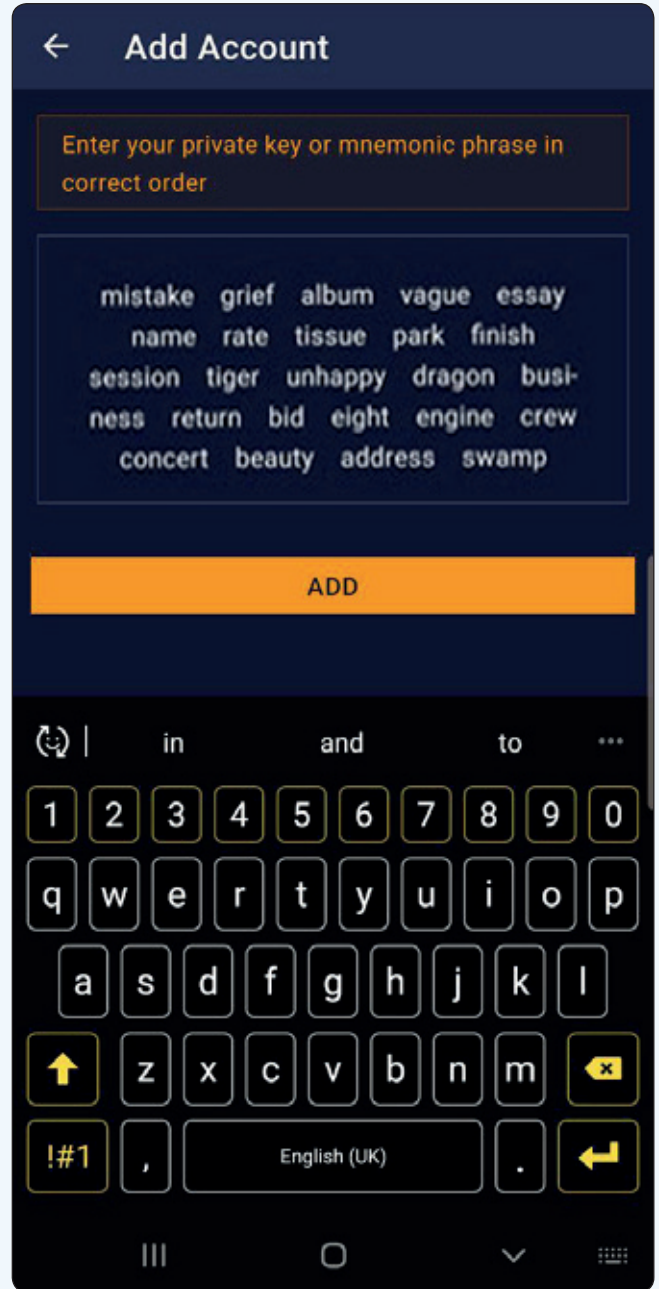 Add Account
Enter your private key or mnemonic phrase in
correct order
mistake grief album vague essay
name rate tissue park finish
session tiger unhappy dragon busi-
ness return bid eight engine crew
concert beauty address swamp
ADD
in and to
1 2 3 4 5 6 7 8 9 0
q w e r t y u i o p
a s d f g h j k l
z x c v b n m
!#1 , English (UK) .